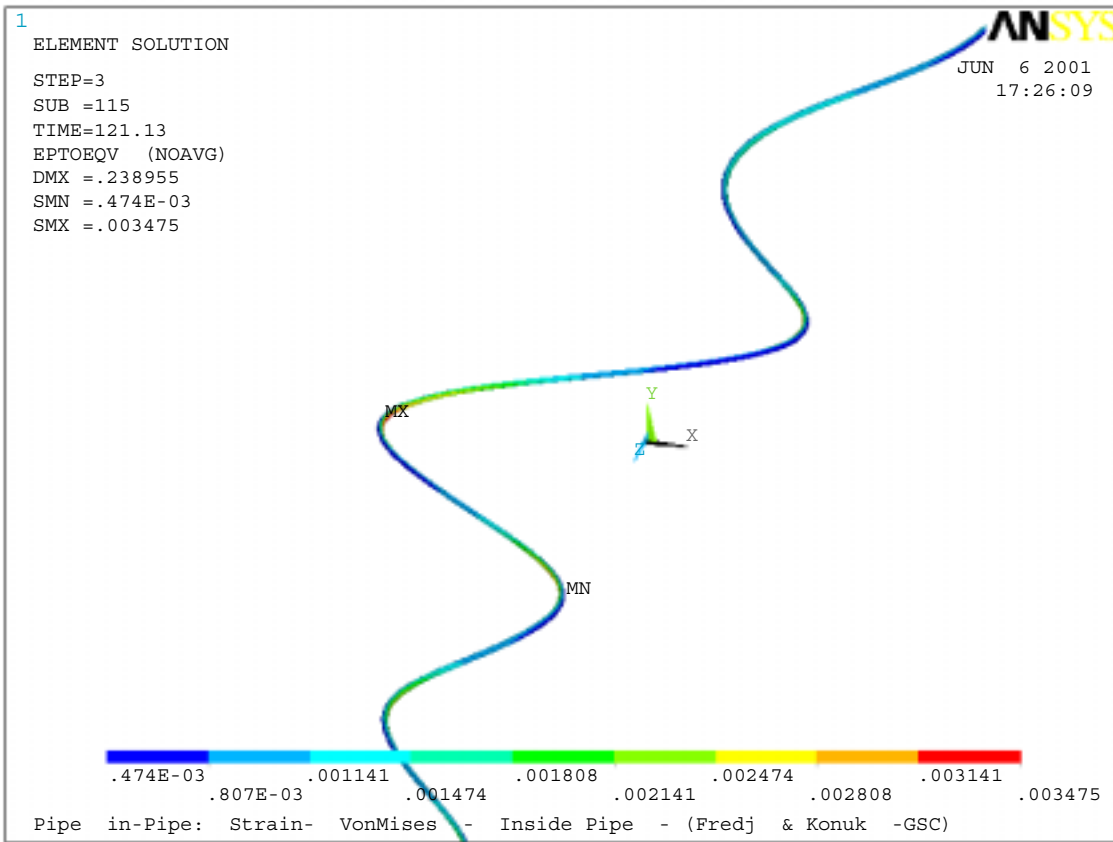 1
ANSYS
ELEMENT SOLUTION
JUN 6 2001
17:26:09
STEP=3
SUB =115
TIME=121.13
EPTOEQV (NOAVG)
DMX =.238955
SMN =.474E-03
SMX =.003475
MX
Y
X
Z
MN
.474E-03 .001141 .001808 .002474 .003141
.807E-03 .001474 .002141 .002808 .003475
Pipe in-Pipe: Strain- VonMises - Inside Pipe - (Fredj & Konuk -GSC)